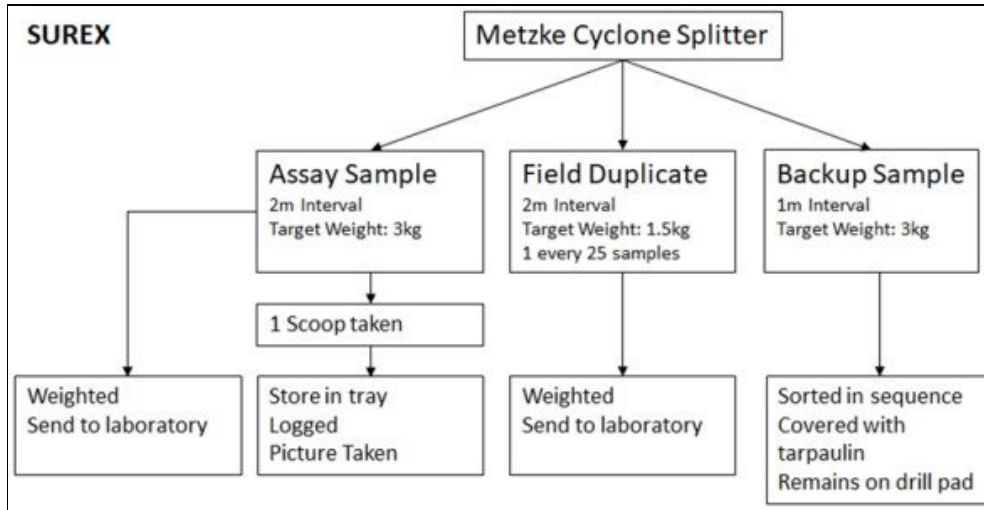 SUREX
Metzke Cyclone Splitter
Assay Sample
2m Interval
Target Weight: 3kg
Field Duplicate
2m Interval
Target Weight: 1.5kg
1 every 25 samples
Backup Sample
1m Interval
Target Weight: 3kg
1 Scoop taken
Weighted
Send to laboratory
Store in tray
Logged
Picture Taken
Weighted
Send to laboratory
Sorted in sequence
Covered with
tarpaulin
Remains on drill pad